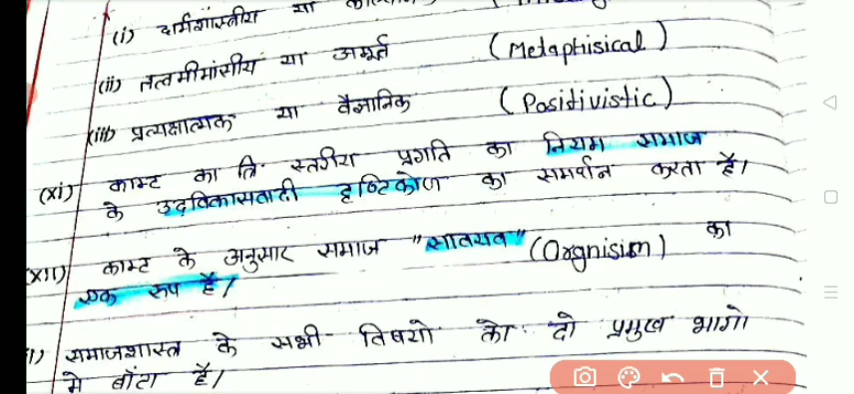 (i) धर्मशास्त्रीय या
(ii) तत्वमीमांसीय या अमूर्त (Metaphisical)
(iii) प्रत्यक्षात्मक या वैज्ञानिक (Positivistic)
(xi) काम्ट का त्रि-स्तरीय प्रगति का नियम समाज
के उद्‌विकासवादी दृष्टिकोण का समर्थन करता है।
(XII) काम्ट के अनुसार समाज "सावयव" (Orgnisim) का
एक रूप है।
समाजशास्त्र के सभी विषयो को दो प्रमुख भागो
मे बाँटा है।